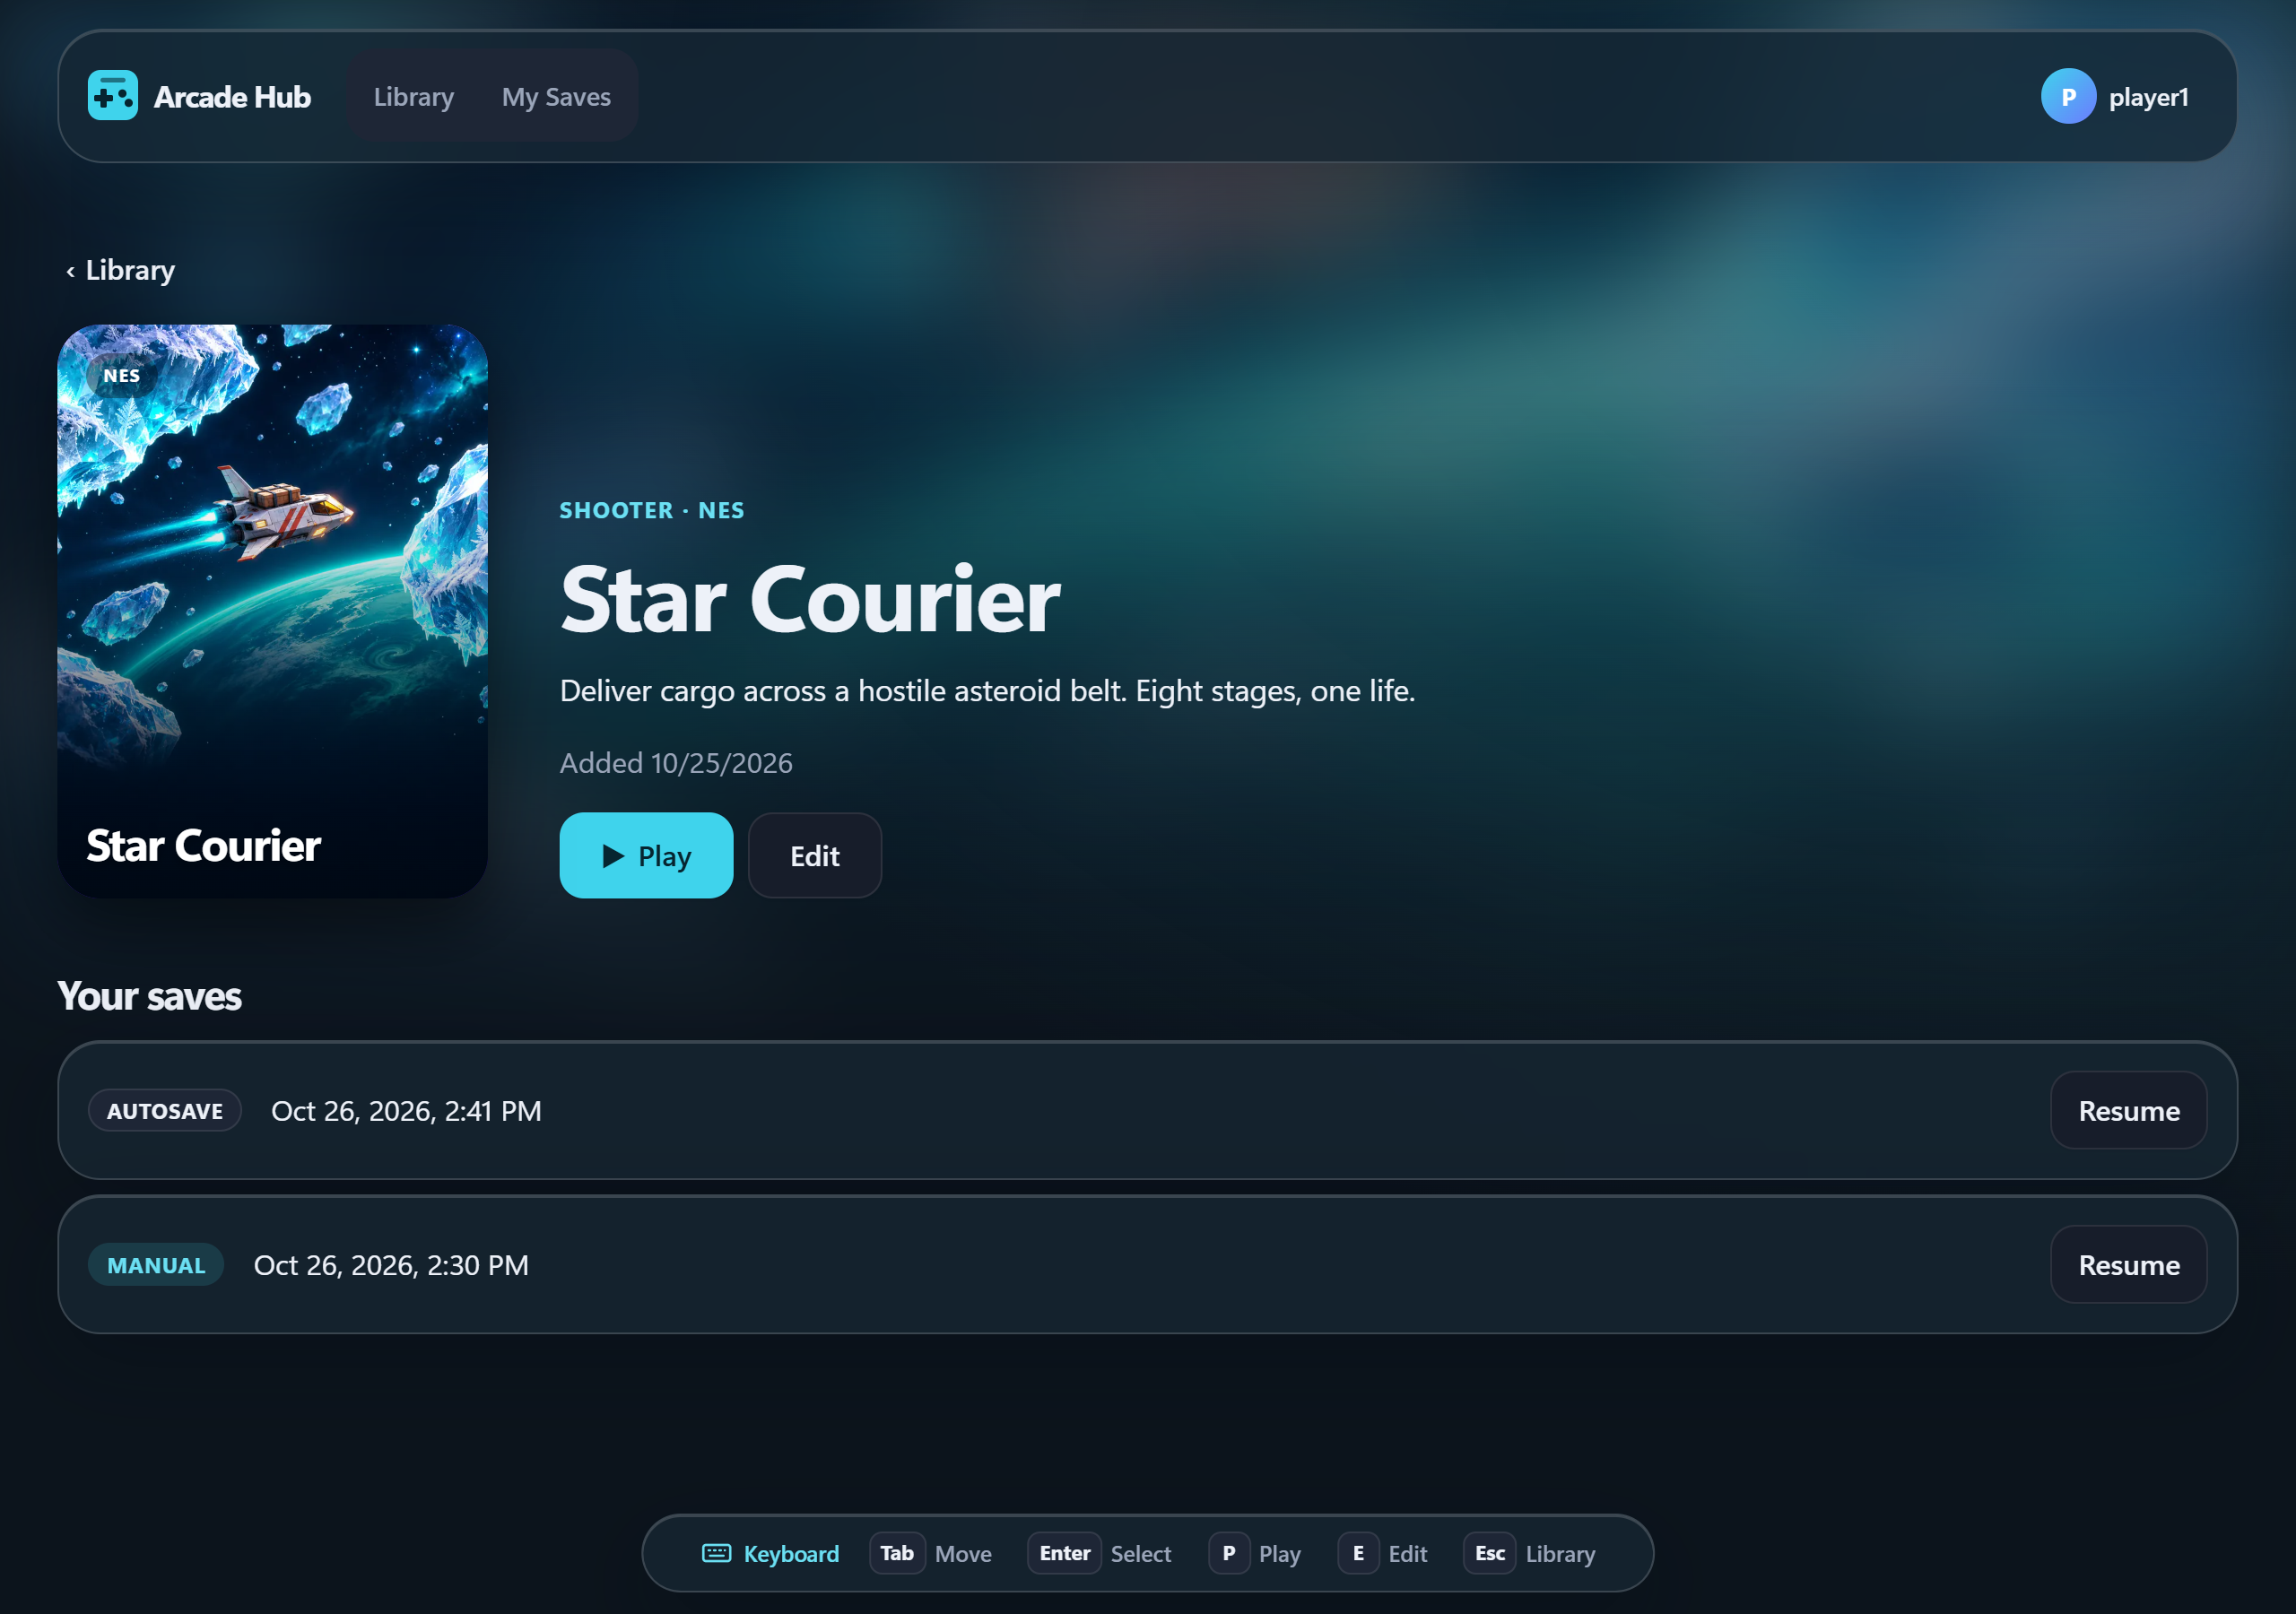 Arcade Hub
Library
My Saves
P
player1
‹ Library
NES
Star Courier
SHOOTER · NES
Star Courier
Deliver cargo across a hostile asteroid belt. Eight stages, one life.
Added 10/25/2026
▶ Play
Edit
Your saves
AUTOSAVE Oct 26, 2026, 2:41 PM Resume
MANUAL Oct 26, 2026, 2:30 PM Resume
Keyboard Tab Move Enter Select P Play E Edit Esc Library